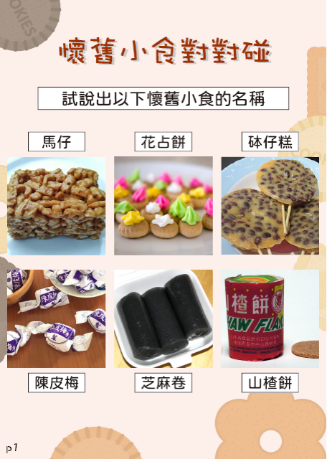 懷舊小食對對碰
試說出以下懷舊小食的名稱
馬仔 花占餅 砵仔糕
陳皮梅 芝麻卷 山楂餅
楂餅
HAW FLAK
p1